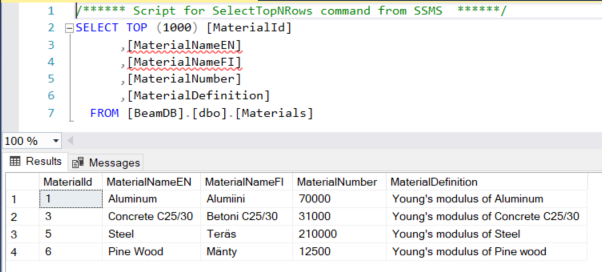 1 /****** Script for SelectTopNRows command from SSMS ******/
2 SELECT TOP (1000) [MaterialId]
3 ,[MaterialNameEN]
4 ,[MaterialNameFI]
5 ,[MaterialNumber]
6 ,[MaterialDefinition]
7 FROM [BeamDB].[dbo].[Materials]
100 %
Results Messages
MaterialId MaterialNameEN MaterialNameFI MaterialNumber MaterialDefinition
1 1 Aluminum Alumiini 70000 Young's modulus of Aluminum
2 3 Concrete C25/30 Betoni C25/30 31000 Young's modulus of Concrete C25/30
3 5 Steel Teräs 210000 Young's modulus of Steel
4 6 Pine Wood Mänty 12500 Young's modulus of Pine wood